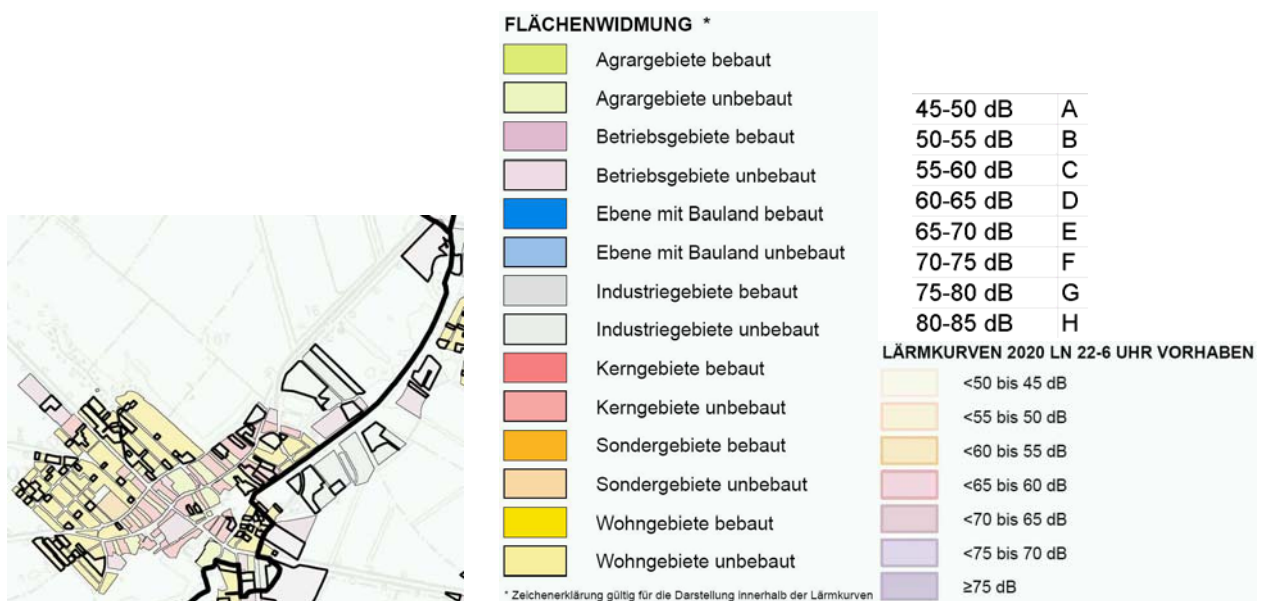 FLÄCHENWIDMUNG *
Agrargebiete bebaut
Agrargebiete unbebaut
Betriebsgebiete bebaut
Betriebsgebiete unbebaut
Ebene mit Bauland bebaut
Ebene mit Bauland unbebaut
Industriegebiete bebaut
Industriegebiete unbebaut
Kerngebiete bebaut
Kerngebiete unbebaut
Sondergebiete bebaut
Sondergebiete unbebaut
Wohngebiete bebaut
Wohngebiete unbebaut
* Zeichenerklärung gültig für die Darstellung innerhalb der Lärmkurven
45-50 dB A
50-55 dB B
55-60 dB C
60-65 dB D
65-70 dB E
70-75 dB F
75-80 dB G
80-85 dB H
LÄRMKURVEN 2020 LN 22-6 UHR VORHABEN
<50 bis 45 dB
<55 bis 50 dB
<60 bis 55 dB
<65 bis 60 dB
<70 bis 65 dB
<75 bis 70 dB
≥75 dB